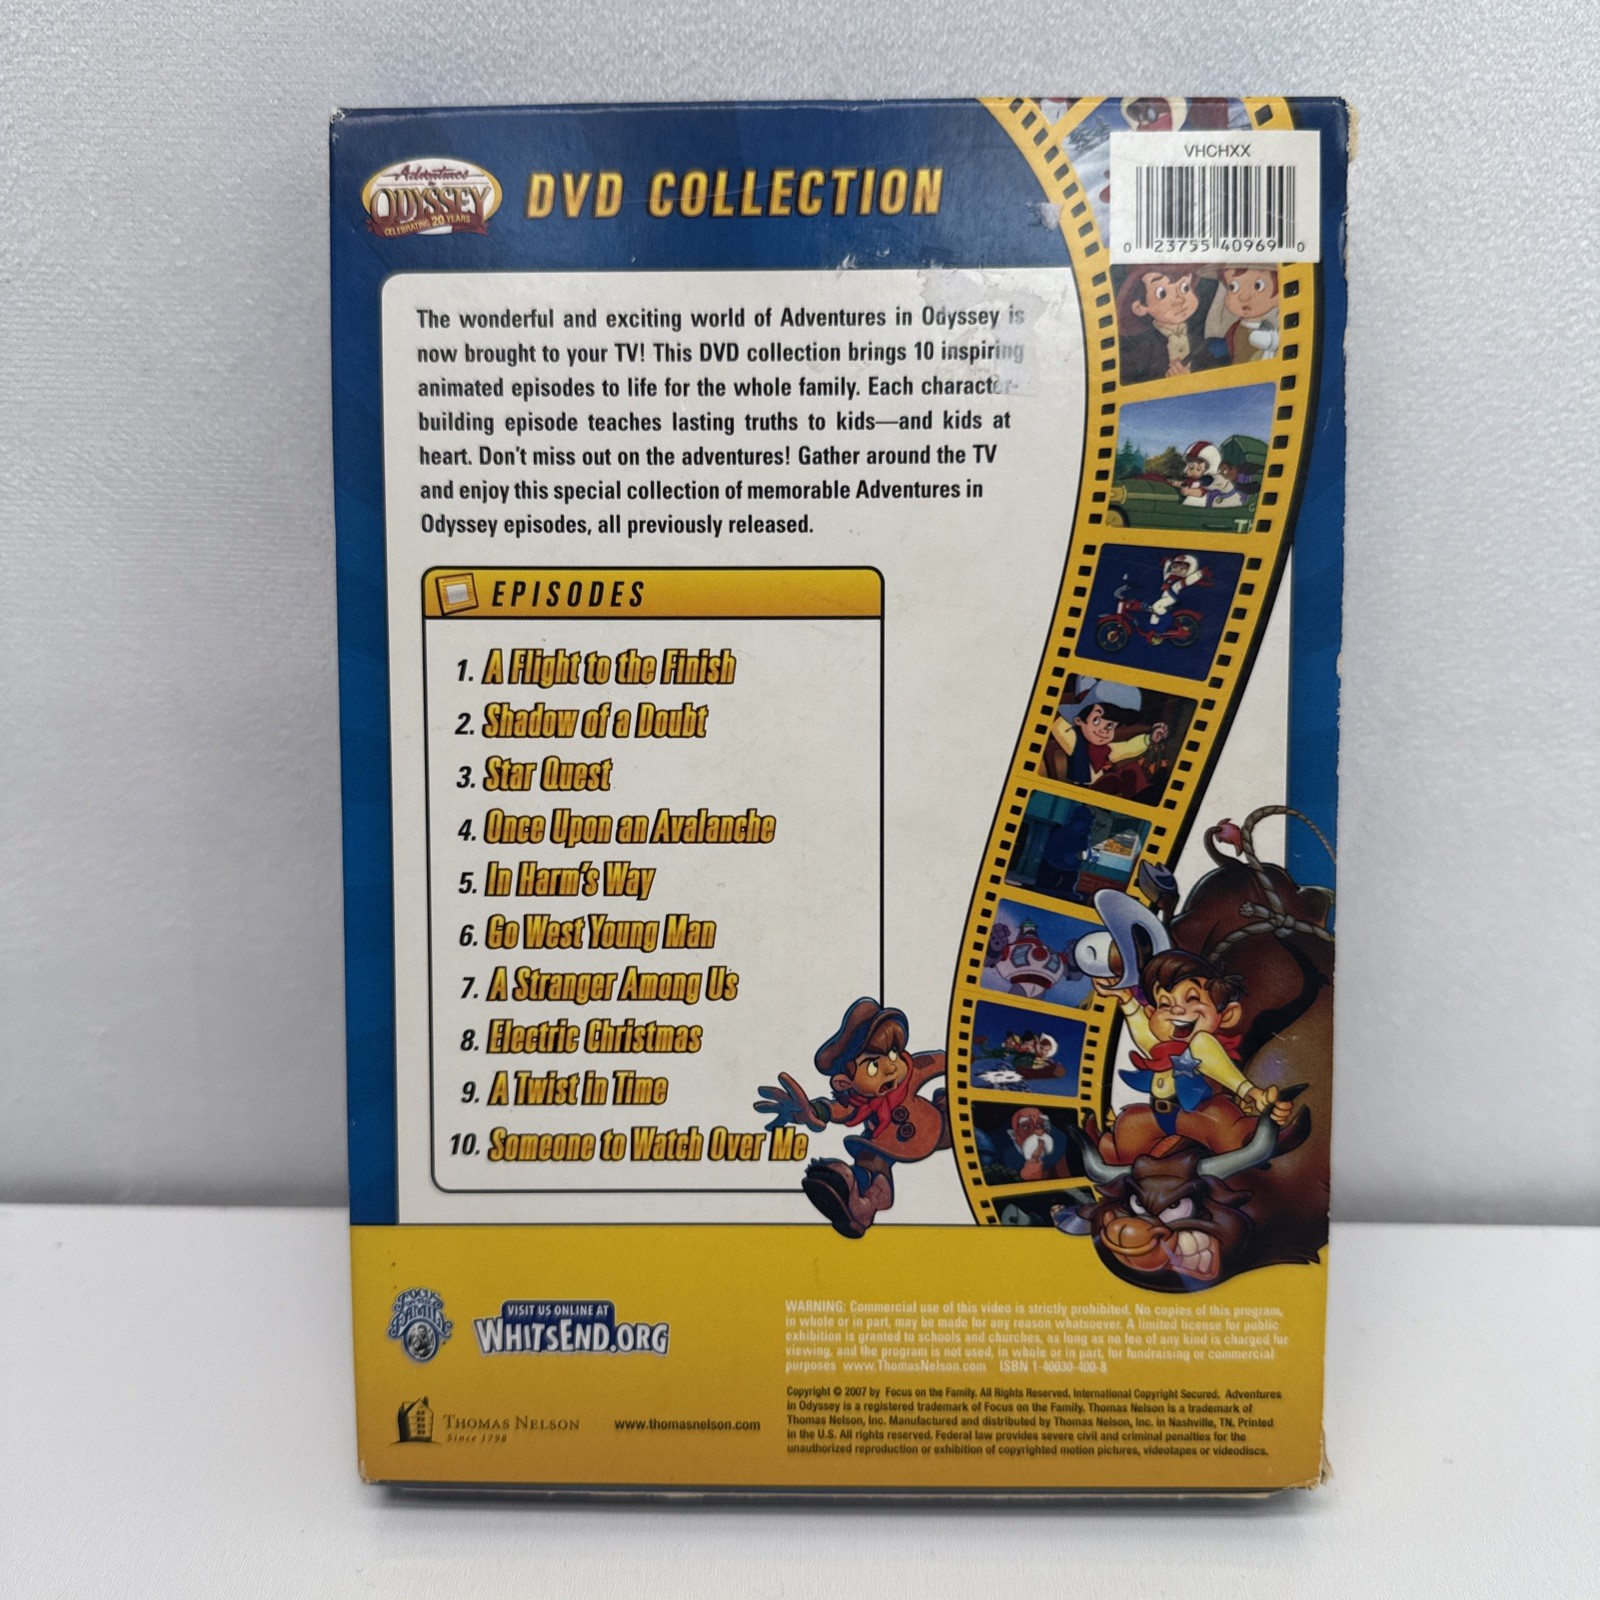 Adventures
in
ODYSSEY
CELEBRATING 20 YEARS
DVD COLLECTION
VHCHXX
0 23755 40969 0
The wonderful and exciting world of Adventures in Odyssey is
now brought to your TV! This DVD collection brings 10 inspiring
animated episodes to life for the whole family. Each character-
building episode teaches lasting truths to kids—and kids at
heart. Don't miss out on the adventures! Gather around the TV
and enjoy this special collection of memorable Adventures in
Odyssey episodes, all previously released.
EPISODES
1. A Flight to the Finish
2. Shadow of a Doubt
3. Star Quest
4. Once Upon an Avalanche
5. In Harm's Way
6. Go West Young Man
7. A Stranger Among Us
8. Electric Christmas
9. A Twist in Time
10. Someone to Watch Over Me
FOCUS
ON THE
FAMILY
VISIT US ONLINE AT
WHITSEND.ORG
THOMAS NELSON
Since 1798
www.thomasnelson.com
WARNING: Commercial use of this video is strictly prohibited. No copies of this program,
in whole or in part, may be made for any reason whatsoever. A limited license for public
exhibition is granted to schools and churches, as long as no fee of any kind is charged for
viewing, and the program is not used, in whole or in part, for fundraising or commercial
purposes www.ThomasNelson.com ISBN 1-40030-400-8
Copyright © 2007 by Focus on the Family. All Rights Reserved. International Copyright Secured. Adventures
in Odyssey is a registered trademark of Focus on the Family. Thomas Nelson is a trademark of
Thomas Nelson, Inc. Manufactured and distributed by Thomas Nelson, Inc. in Nashville, TN. Printed
in the U.S. All rights reserved. Federal law provides severe civil and criminal penalties for the
unauthorized reproduction or exhibition of copyrighted motion pictures, videotapes or videodiscs.